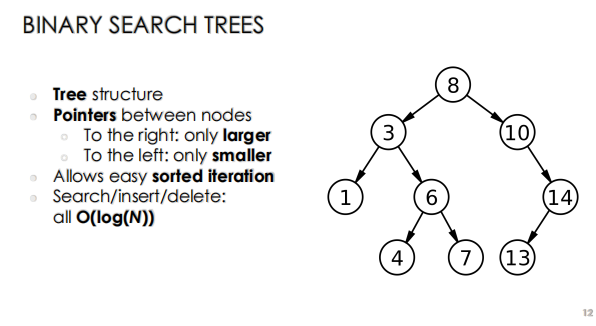 BINARY SEARCH TREES
Tree structure
Pointers between nodes
To the right: only larger
To the left: only smaller
Allows easy sorted iteration
Search/insert/delete:
all O(log(N))
8
3
10
1
6
14
4
7
13
12